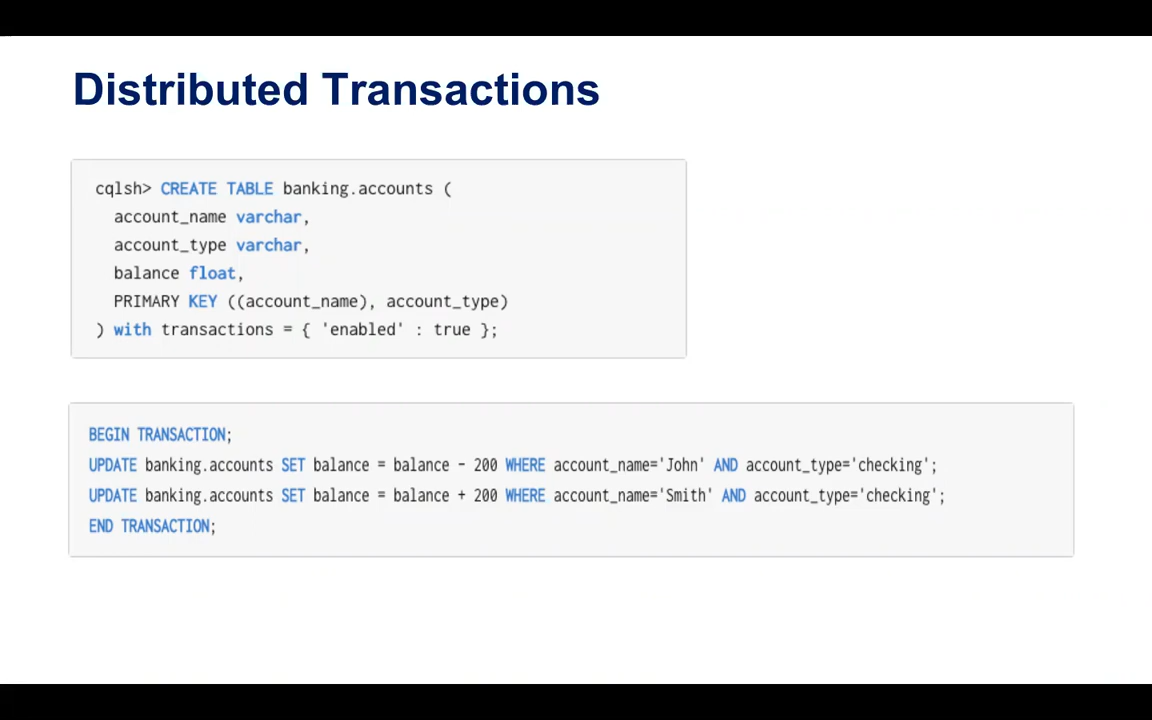 Distributed Transactions
cqlsh> CREATE TABLE banking.accounts (
account_name varchar,
account_type varchar,
balance float,
PRIMARY KEY ((account_name), account_type)
) with transactions = { 'enabled' : true };
BEGIN TRANSACTION;
UPDATE banking.accounts SET balance = balance - 200 WHERE account_name='John' AND account_type='checking';
UPDATE banking.accounts SET balance = balance + 200 WHERE account_name='Smith' AND account_type='checking';
END TRANSACTION;